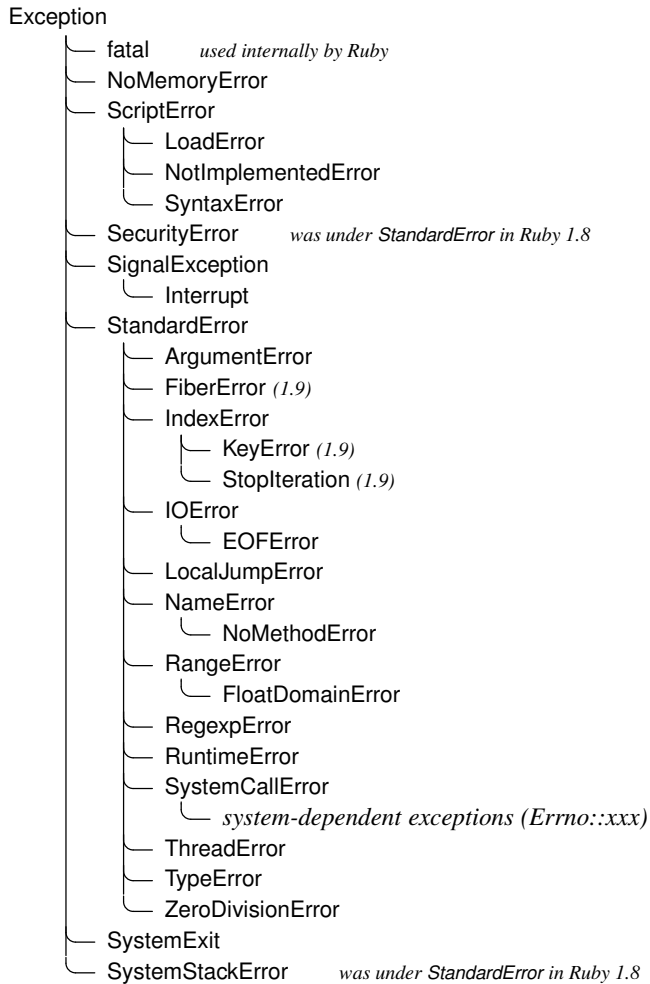 Exception
fatal used internally by Ruby
NoMemoryError
ScriptError
LoadError
NotImplementedError
SyntaxError
SecurityError was under StandardError in Ruby 1.8
SignalException
Interrupt
StandardError
ArgumentError
FiberError (1.9)
IndexError
KeyError (1.9)
StopIteration (1.9)
IOError
EOFError
LocalJumpError
NameError
NoMethodError
RangeError
FloatDomainError
RegexpError
RuntimeError
SystemCallError
system-dependent exceptions (Errno::xxx)
ThreadError
TypeError
ZeroDivisionError
SystemExit
SystemStackError was under StandardError in Ruby 1.8